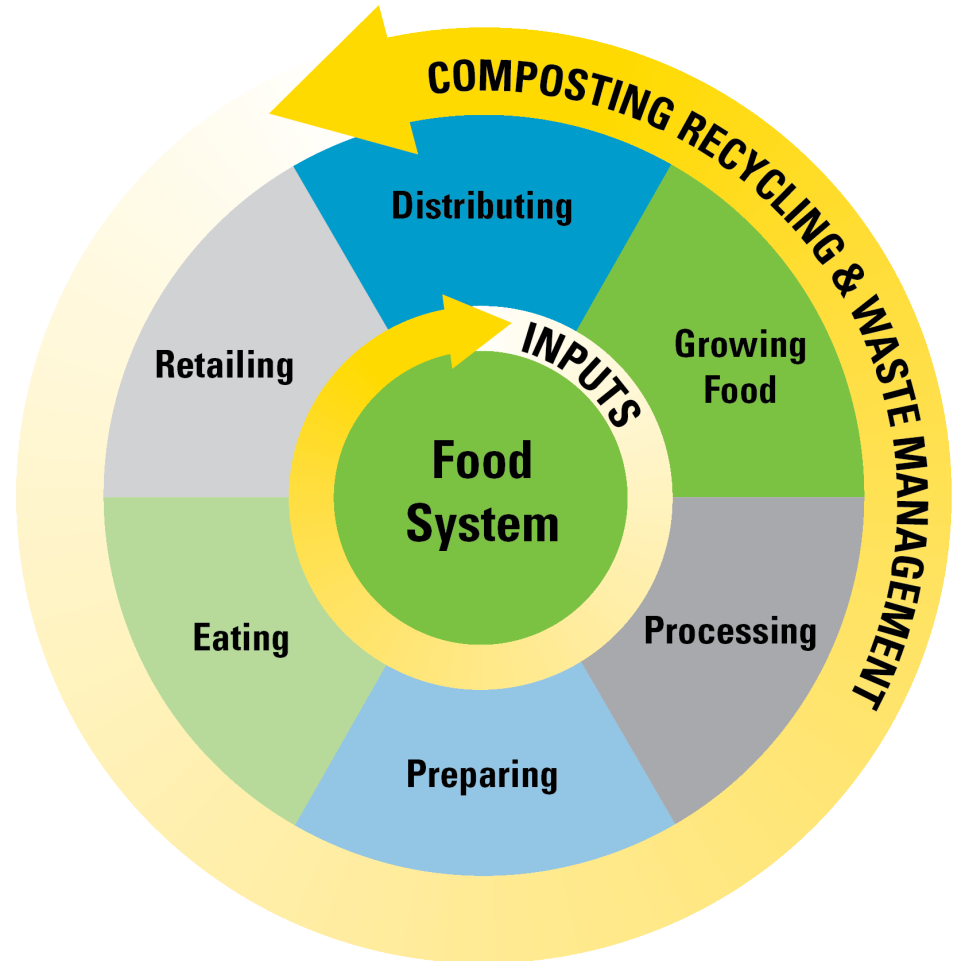 COMPOSTING RECYCLING & WASTE MANAGEMENT
Distributing
Growing
Food
Processing
Preparing
Eating
Retailing
INPUTS
Food
System